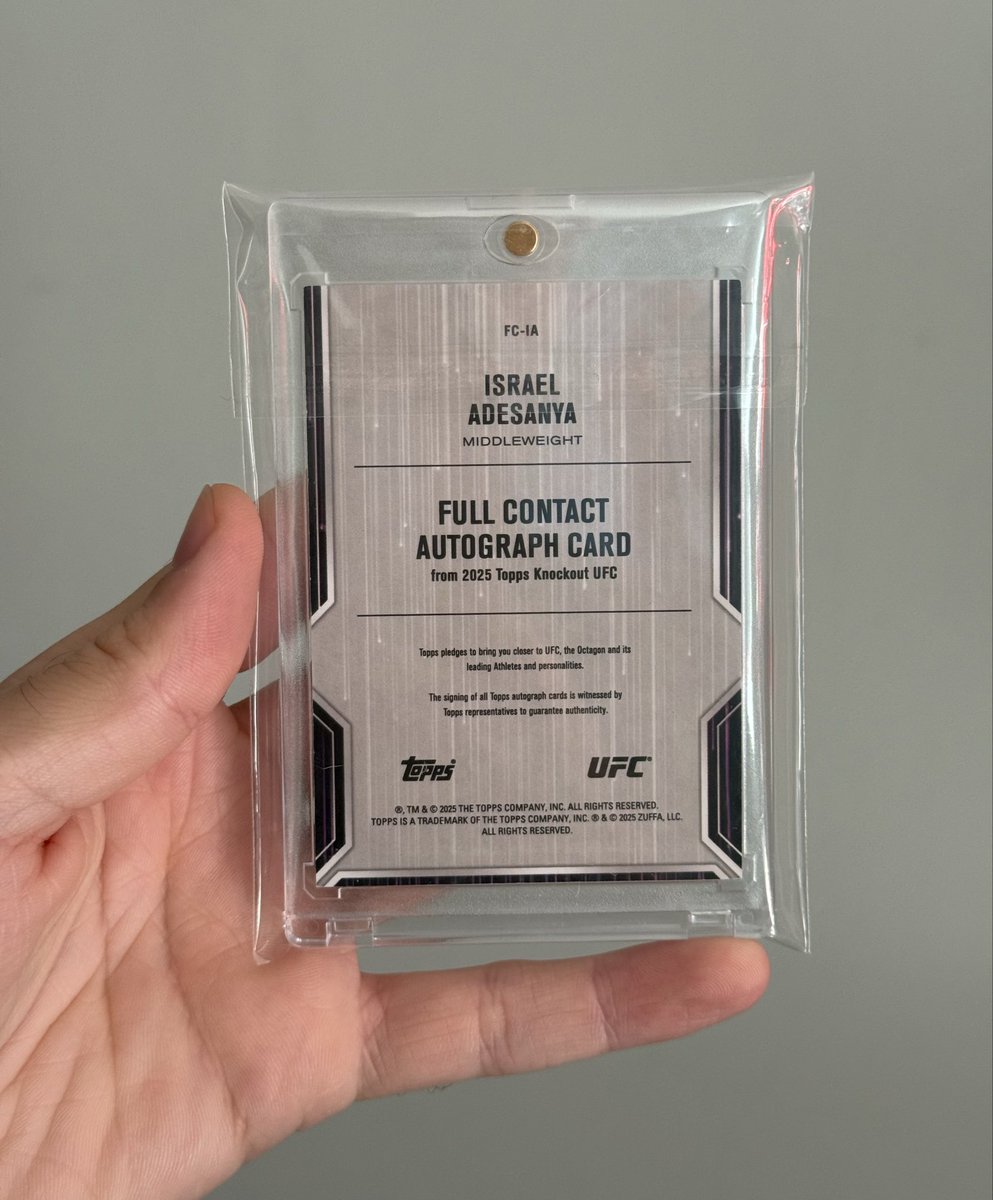 FC-IA
ISRAEL
ADESANYA
MIDDLEWEIGHT
FULL CONTACT
AUTOGRAPH CARD
from 2025 Topps Knockout UFC
Topps pledges to bring you closer to UFC, the Octagon and its
leading Athletes and personalities.
The signing of all Topps autograph cards is witnessed by
Topps representatives to guarantee authenticity.
topps® UFC®
®, TM & © 2025 THE TOPPS COMPANY, INC. ALL RIGHTS RESERVED.
TOPPS IS A TRADEMARK OF THE TOPPS COMPANY, INC. ® & © 2025 ZUFFA, LLC.
ALL RIGHTS RESERVED.